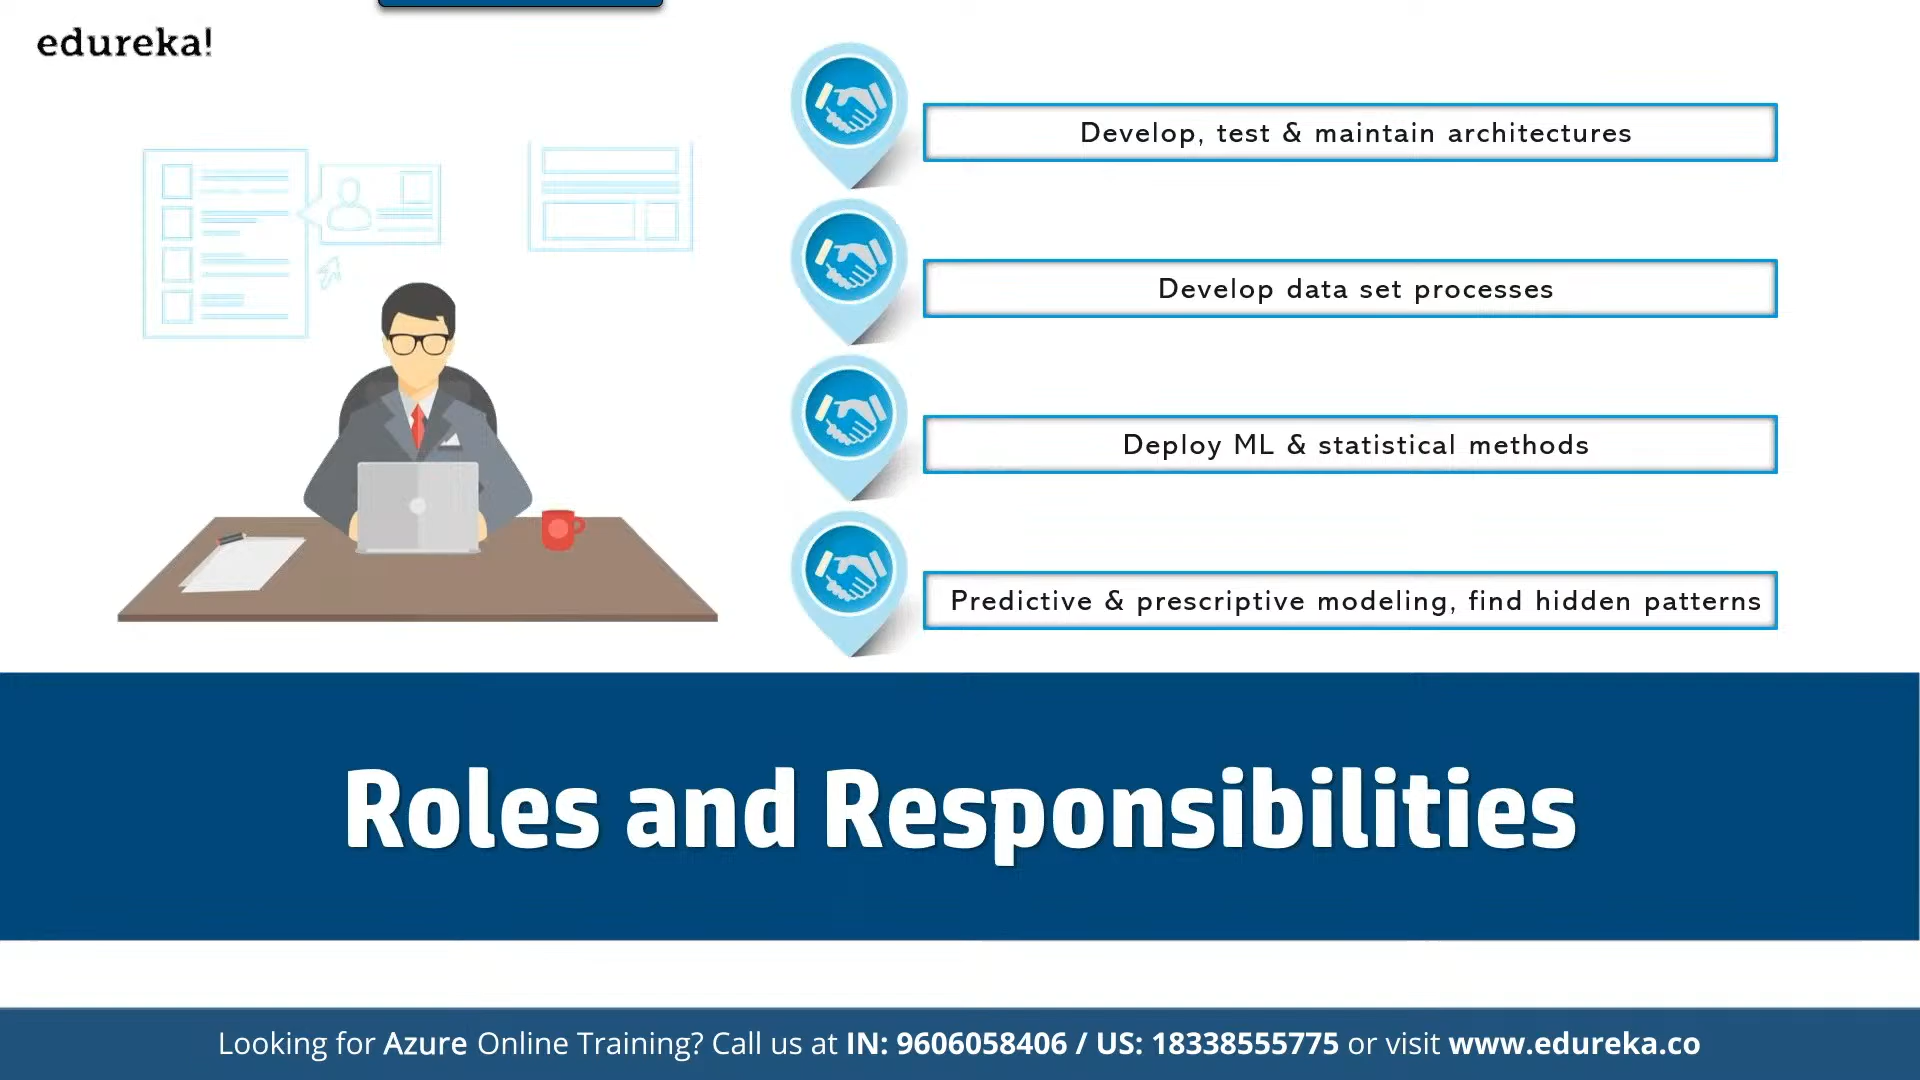 edureka!
Develop, test & maintain architectures
Develop data set processes
Deploy ML & statistical methods
Predictive & prescriptive modeling, find hidden patterns
Roles and Responsibilities
Looking for Azure Online Training? Call us at IN: 9606058406 / US: 18338555775 or visit www.edureka.co